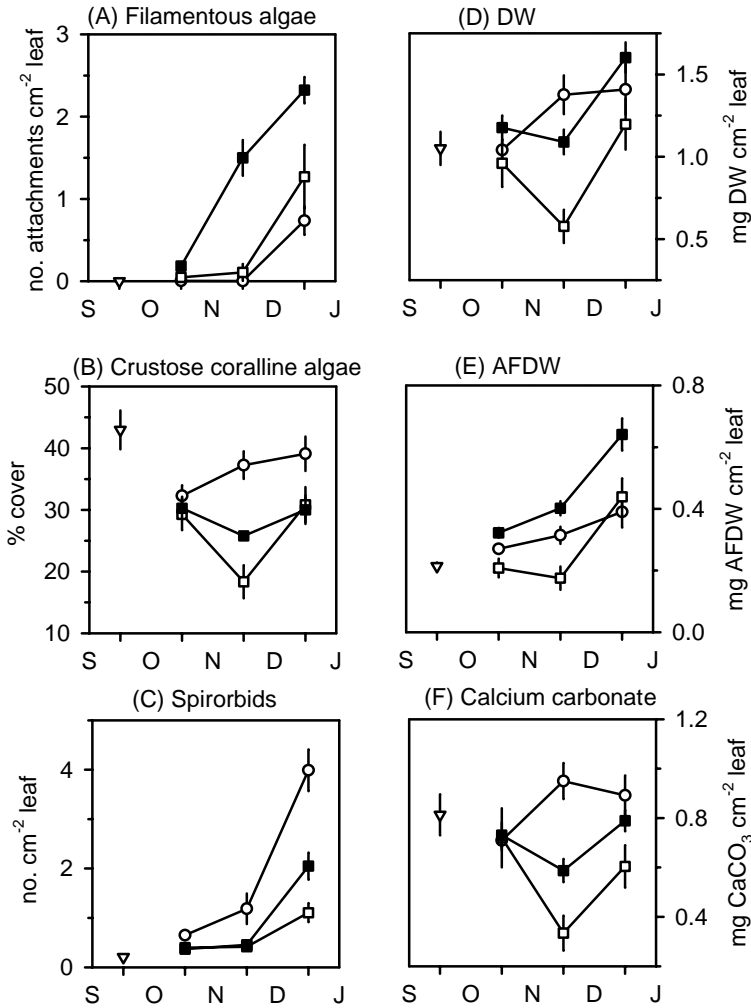 (A) Filamentous algae
3
2
1
0
no. attachments cm-2 leaf
S O N D J
(D) DW
1.5
1.0
0.5
mg DW cm-2 leaf
S O N D J
(B) Crustose coralline algae
50
40
30
20
10
% cover
S O N D J
(E) AFDW
0.8
0.4
0.0
mg AFDW cm-2 leaf
S O N D J
(C) Spirorbids
4
2
0
no. cm-2 leaf
S O N D J
(F) Calcium carbonate
1.2
0.8
0.4
mg CaCO3 cm-2 leaf
S O N D J